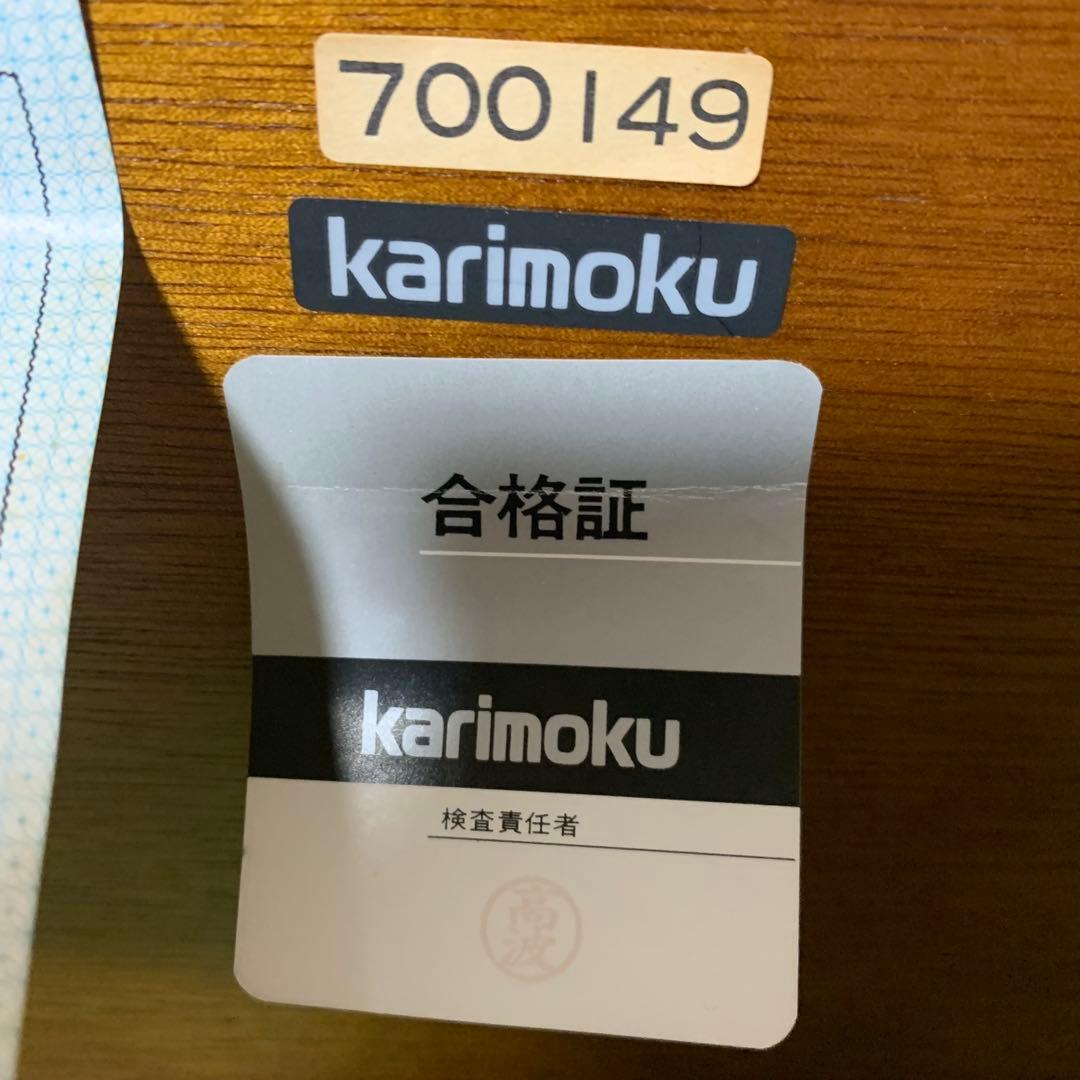 700149
karimoku
合格証
karimoku
検査責任者
高波